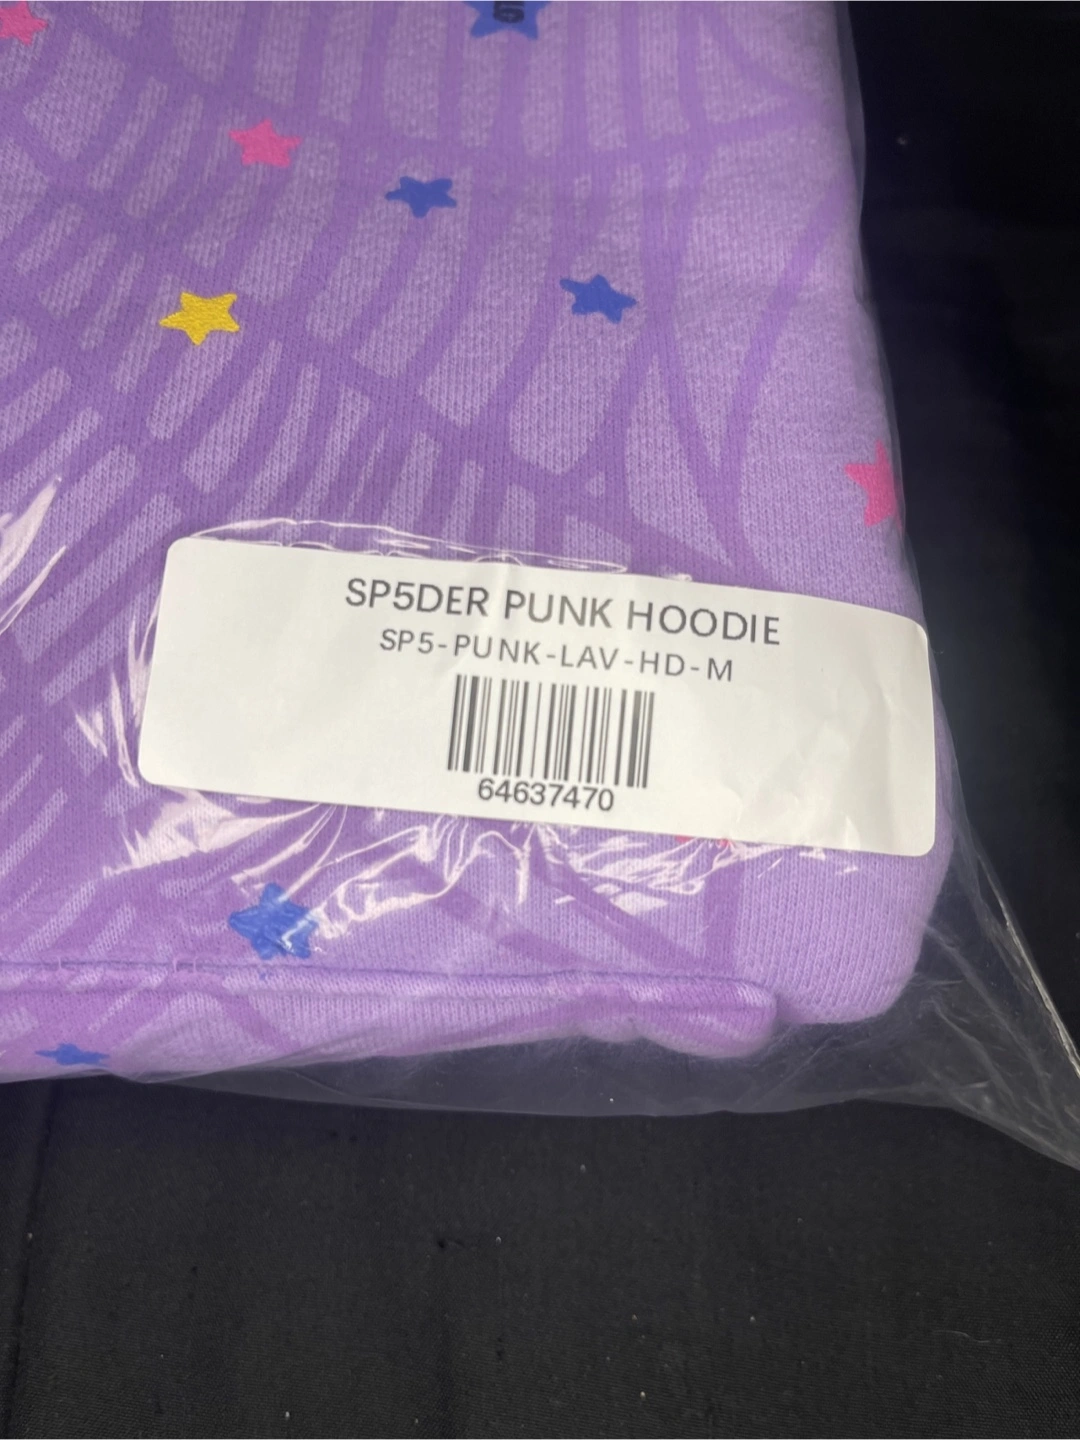 SP5DER PUNK HOODIE
SP5-PUNK-LAV-HD-M
64637470